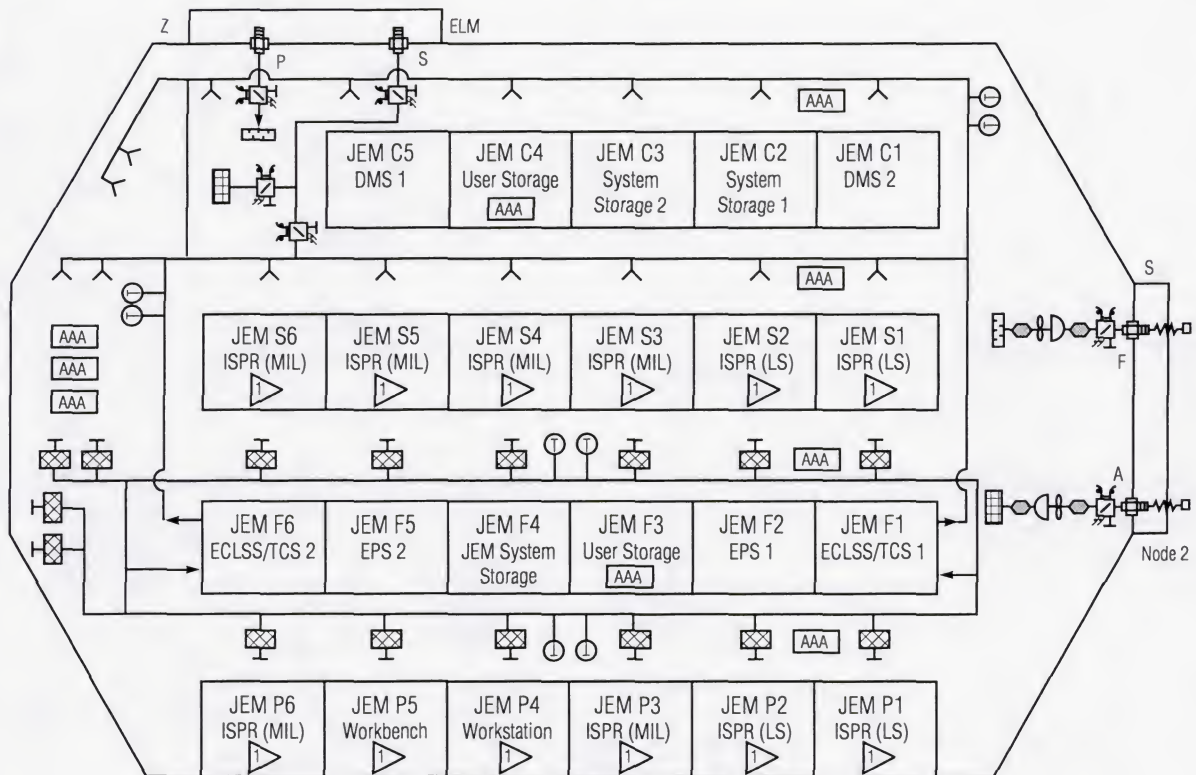 Z
ELM
P
S
AAA
JEM C5
DMS 1
JEM C4
User Storage
AAA
JEM C3
System
Storage 2
JEM C2
System
Storage 1
JEM C1
DMS 2
AAA
S
AAA
AAA
AAA
JEM S6
ISPR (MIL)
1
JEM S5
ISPR (MIL)
1
JEM S4
ISPR (MIL)
1
JEM S3
ISPR (MIL)
1
JEM S2
ISPR (LS)
1
JEM S1
ISPR (LS)
1
F
AAA
A
JEM F6
ECLSS/TCS 2
JEM F5
EPS 2
JEM F4
JEM System
Storage
JEM F3
User Storage
AAA
JEM F2
EPS 1
JEM F1
ECLSS/TCS 1
Node 2
AAA
JEM P6
ISPR (MIL)
1
JEM P5
Workbench
1
JEM P4
Workstation
1
JEM P3
ISPR (MIL)
1
JEM P2
ISPR (LS)
1
JEM P1
ISPR (LS)
1